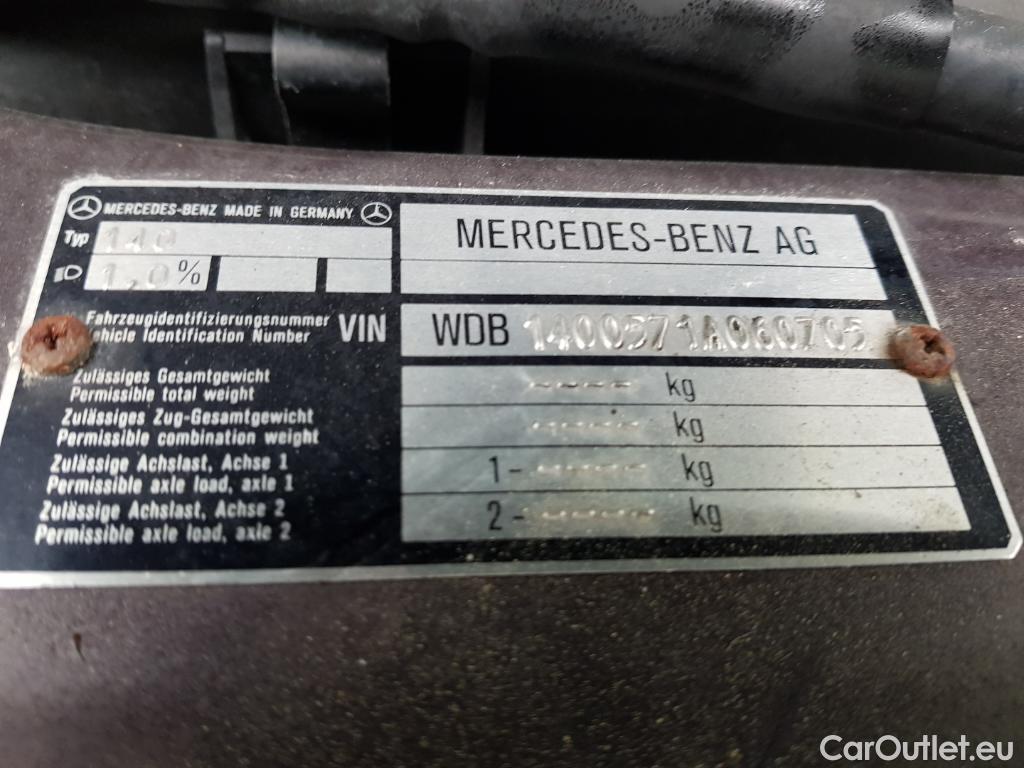 MERCEDES-BENZ MADE IN GERMANY
Typ 140
1,0%
MERCEDES-BENZ AG
Fahrzeugidentifizierungsnummer
ehicle Identification Number
VIN
WDB 1400571A060705
Zulässiges Gesamtgewicht
Permissible total weight
---- kg
Zulässiges Zug-Gesamtgewicht
Permissible combination weight
---- kg
Zulässige Achslast, Achse 1
Permissible axle load, axle 1
1- ---- kg
Zulässige Achslast, Achse 2
Permissible axle load, axle 2
2- ----- kg
CarOutlet.eu